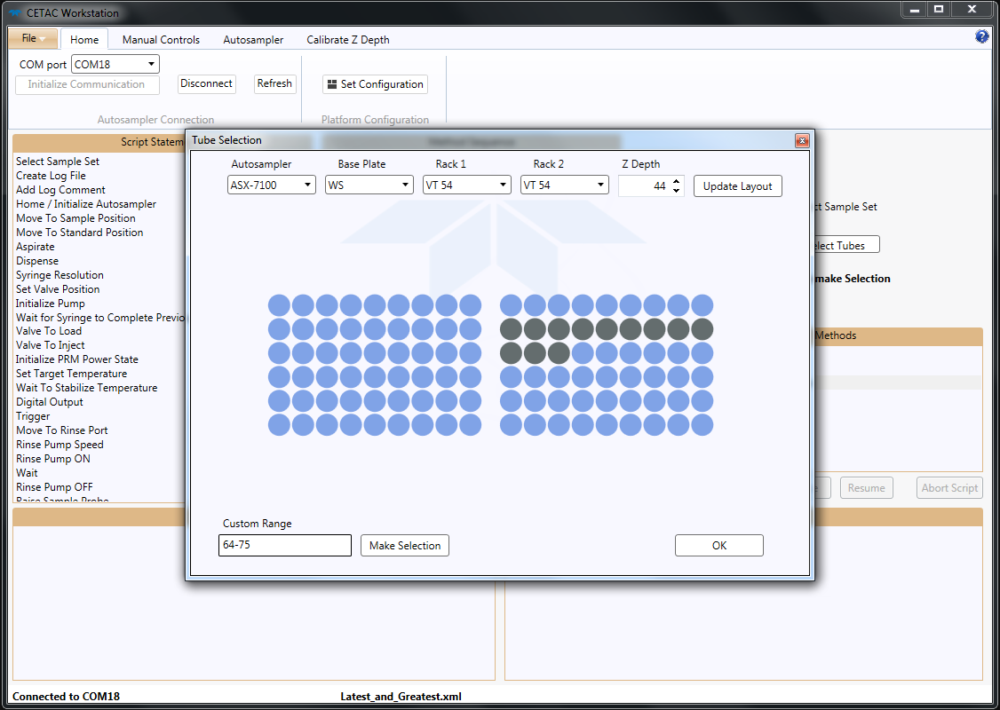 CETAC Workstation
File
Home
Manual Controls
Autosampler
Calibrate Z Depth
?
COM port
COM18
Initialize Communication
Disconnect
Refresh
Set Configuration
Autosampler Connection
Platform Configuration
Script Statem
Method Sequence
Select Sample Set
Create Log File
Add Log Comment
Home / Initialize Autosampler
Move To Sample Position
Move To Standard Position
Aspirate
Dispense
Syringe Resolution
Set Valve Position
Initialize Pump
Wait for Syringe to Complete Previo
Valve To Load
Valve To Inject
Initialize PRM Power State
Set Target Temperature
Wait To Stabilize Temperature
Digital Output
Trigger
Move To Rinse Port
Rinse Pump Speed
Rinse Pump ON
Wait
Rinse Pump OFF
Raise Sample Probe
Tube Selection
Autosampler
Base Plate
Rack 1
Rack 2
Z Depth
ASX-7100
WS
VT 54
VT 54
44
Update Layout
Custom Range
64-75
Make Selection
OK
ct Sample Set
elect Tubes
make Selection
Methods
e
Resume
Abort Script
Connected to COM18
Latest_and_Greatest.xml